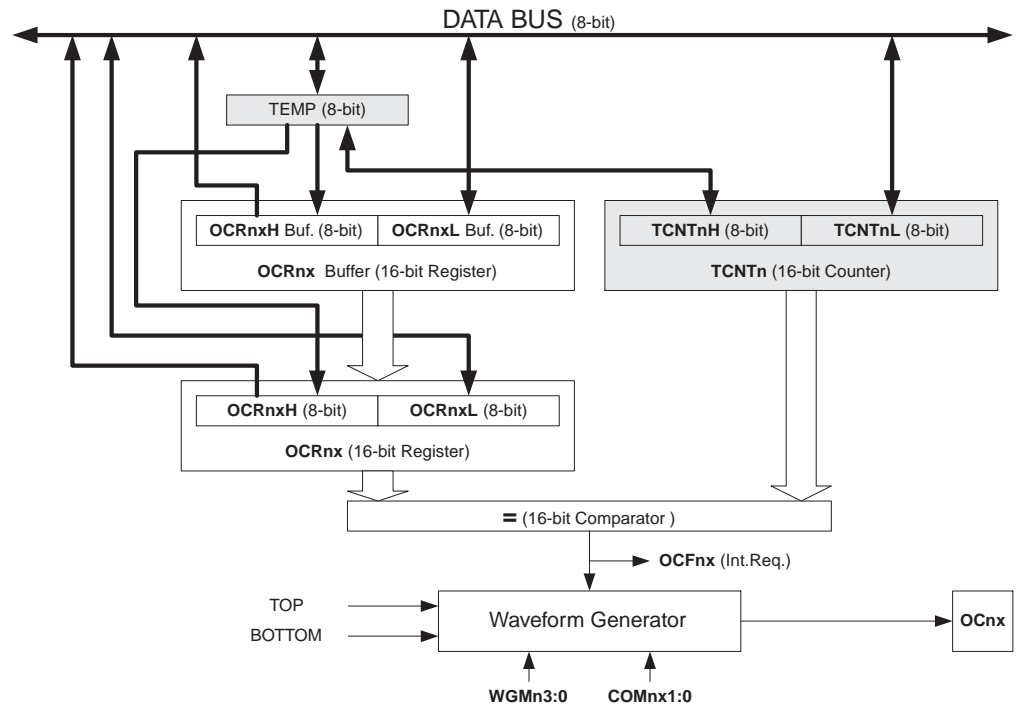 DATA BUS (8-bit)
TEMP (8-bit)
OCRnxH Buf. (8-bit) OCRnxL Buf. (8-bit)
OCRnx Buffer (16-bit Register)
TCNTnH (8-bit) TCNTnL (8-bit)
TCNTn (16-bit Counter)
OCRnxH (8-bit) OCRnxL (8-bit)
OCRnx (16-bit Register)
= (16-bit Comparator )
OCFnx (Int.Req.)
TOP
BOTTOM
Waveform Generator
OCnx
WGMn3:0 COMnx1:0